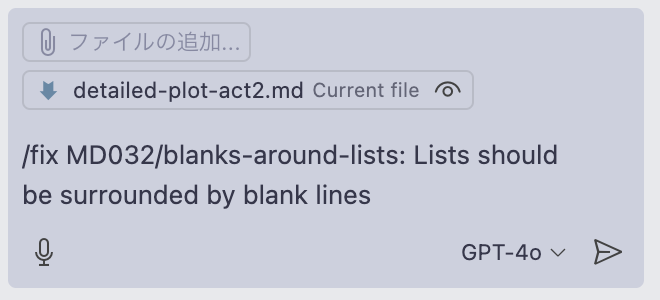 ファイルの追加...
detailed-plot-act2.md Current file
/fix MD032/blanks-around-lists: Lists should
be surrounded by blank lines
GPT-4o